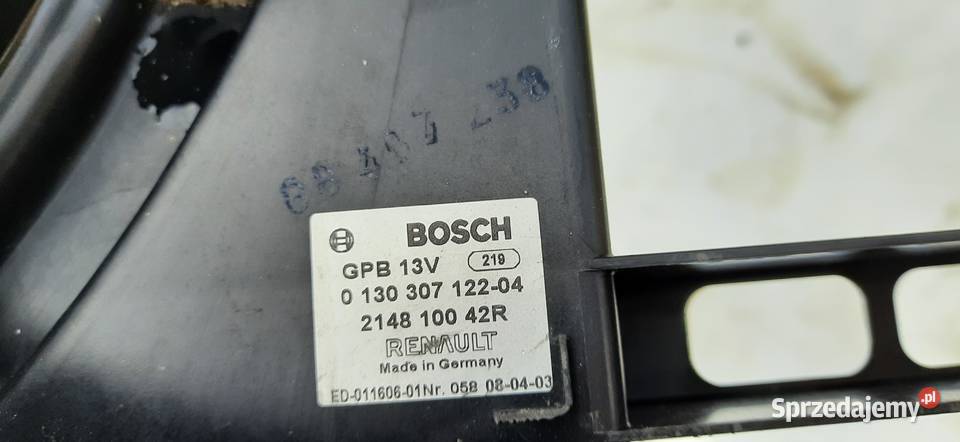 BOSCH
GPB 13V 219
0 130 307 122-04
2148 100 42R
RENAULT
Made in Germany
ED-011606-01Nr. 058 08-04-03
Sprzedajemy.pl